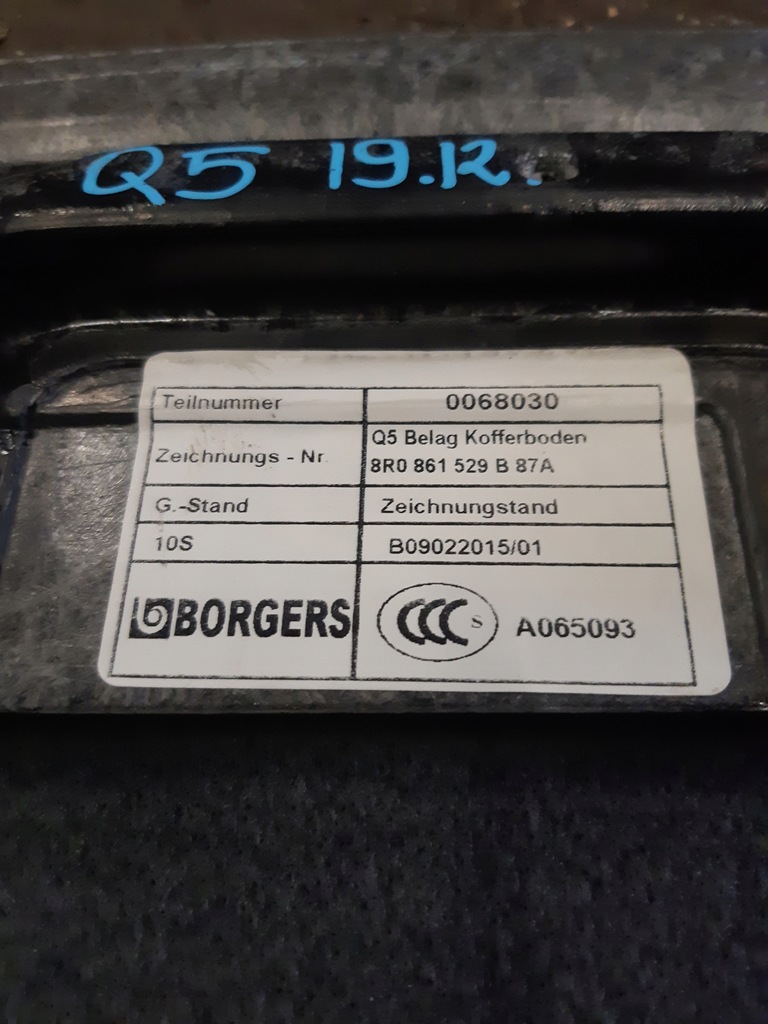 Q5 19.12.
Teilnummer 0068030
Q5 Belag Kofferboden
Zeichnungs - Nr. 8R0 861 529 B 87A
G.-Stand Zeichnungstand
10S B09022015/01
BORGERS CCC S A065093